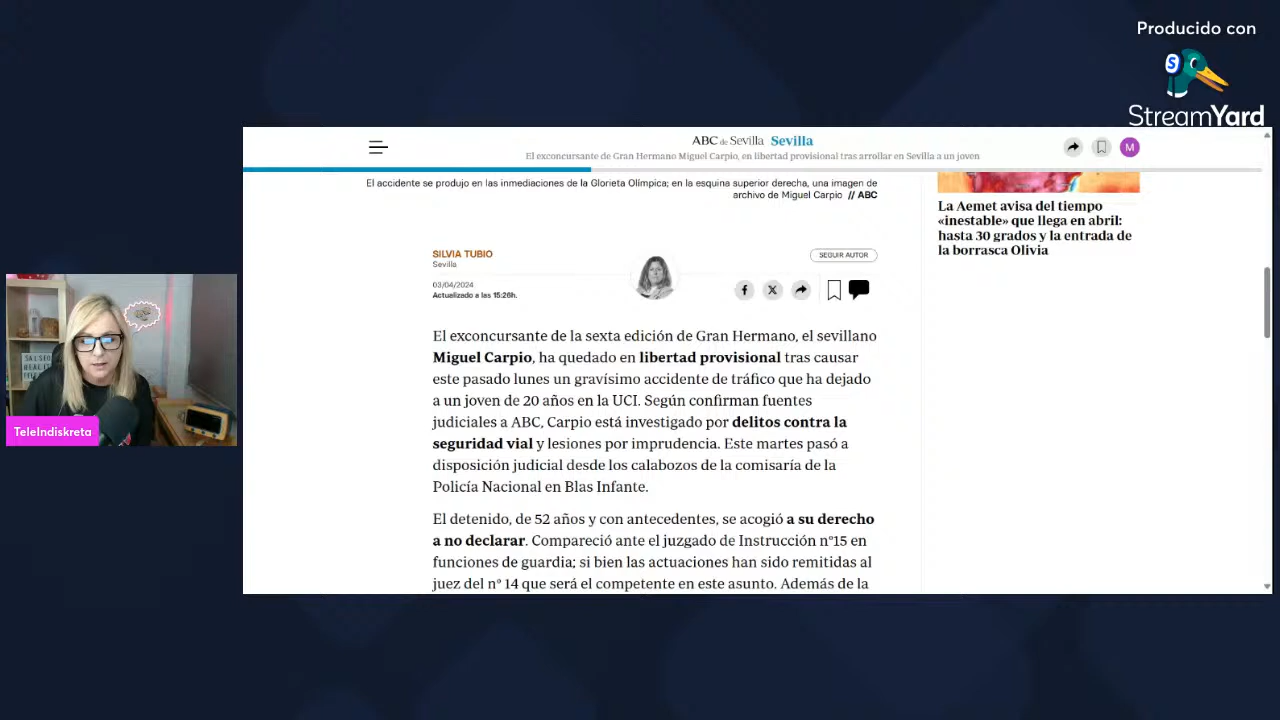 Producido con
StreamYard
ABC de Sevilla Sevilla
El exconcursante de Gran Hermano Miguel Carpio, en libertad provisional tras arrollar en Sevilla a un joven
M
El accidente se produjo en las inmediaciones de la Glorieta Olímpica; en la esquina superior derecha, una imagen de
archivo de Miguel Carpio // ABC
La Aemet avisa del tiempo
«inestable» que llega en abril:
hasta 30 grados y la entrada de
la borrasca Olivia
SILVIA TUBIO
Sevilla
SEGUIR AUTOR
03/04/2024
Actualizado a las 15:26h.
El exconcursante de la sexta edición de Gran Hermano, el sevillano
Miguel Carpio, ha quedado en libertad provisional tras causar
este pasado lunes un gravísimo accidente de tráfico que ha dejado
a un joven de 20 años en la UCI. Según confirman fuentes
judiciales a ABC, Carpio está investigado por delitos contra la
seguridad vial y lesiones por imprudencia. Este martes pasó a
disposición judicial desde los calabozos de la comisaría de la
Policía Nacional en Blas Infante.
El detenido, de 52 años y con antecedentes, se acogió a su derecho
a no declarar. Compareció ante el juzgado de Instrucción nº15 en
funciones de guardia; si bien las actuaciones han sido remitidas al
juez del nº 14 que será el competente en este asunto. Además de la
TeleIndiskreta